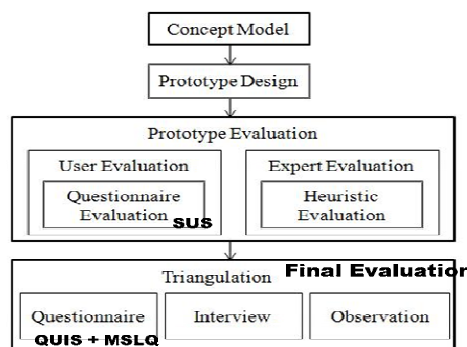 Concept Model
Prototype Design
Prototype Evaluation
User Evaluation
Questionnaire
Evaluation
SUS
Expert Evaluation
Heuristic
Evaluation
Final Evaluation
Triangulation
Questionnaire
QUIS + MSLQ
Interview
Observation